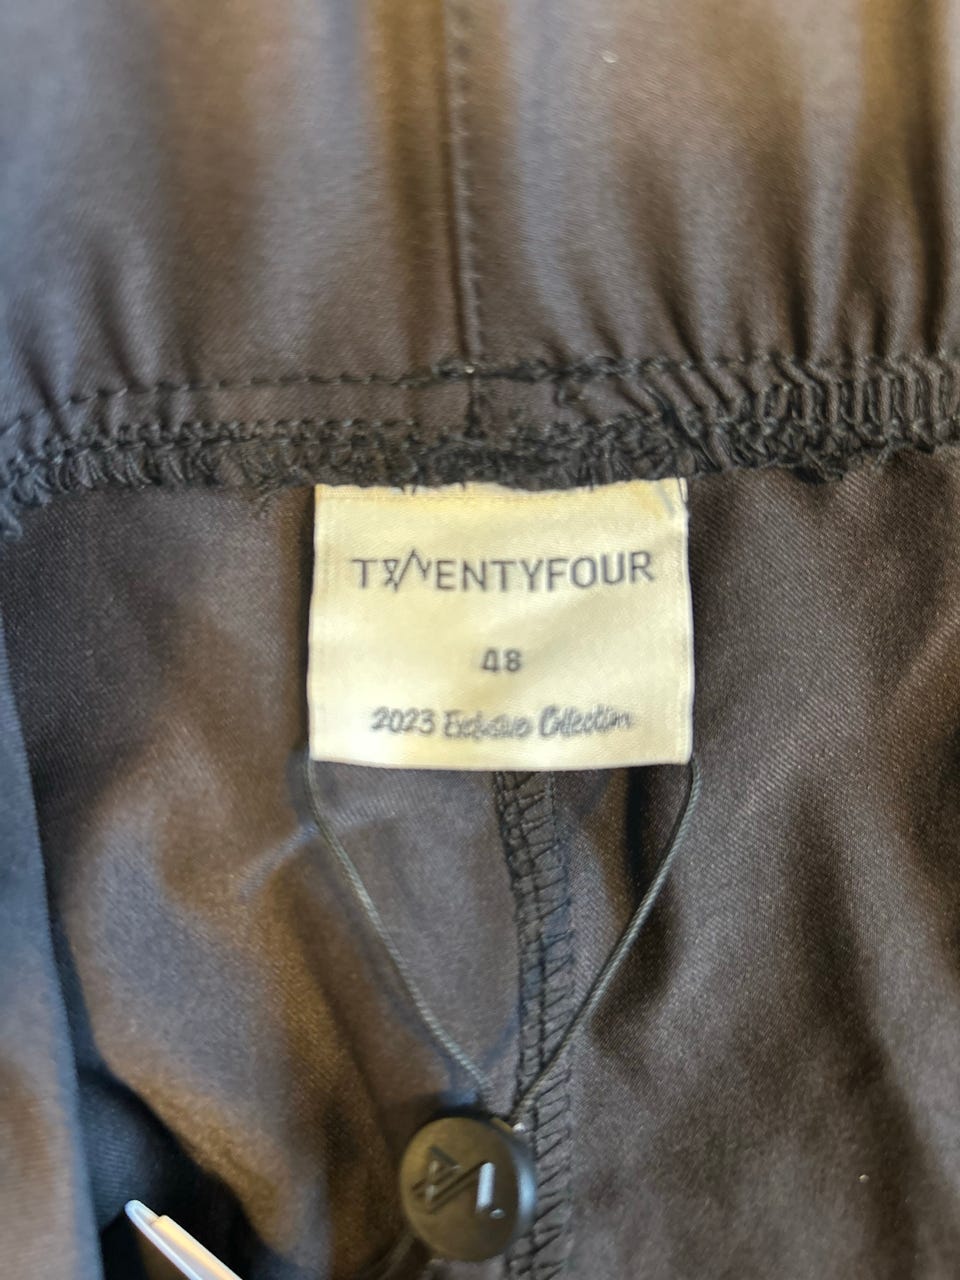 TWENTYFOUR
48
2023 Exclusive Collection